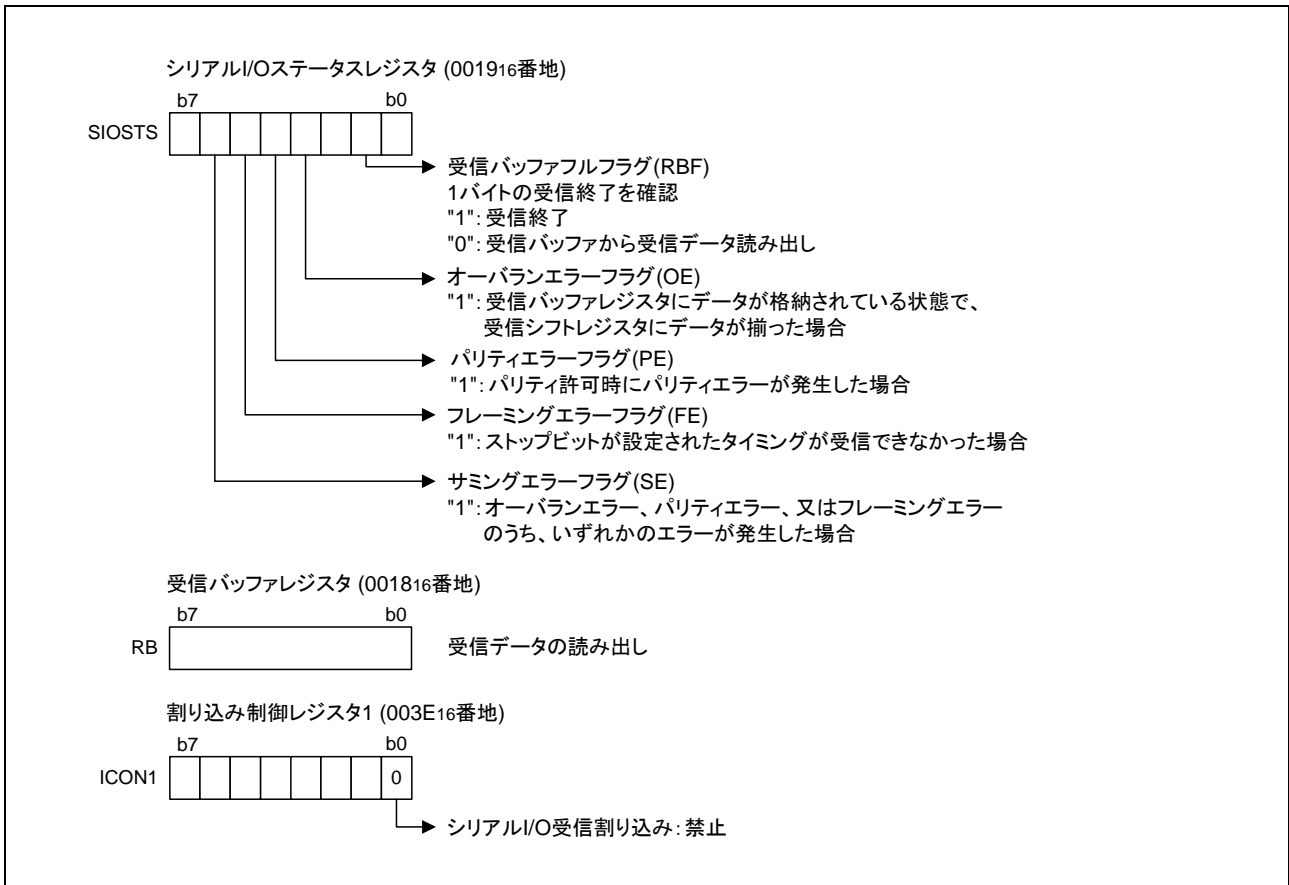 シリアルI/Oステータスレジスタ (001916番地)
b7 b0
SIOSTS
受信バッファフルフラグ(RBF)
1バイトの受信終了を確認
"1": 受信終了
"0": 受信バッファから受信データ読み出し
オーバランエラーフラグ(OE)
"1": 受信バッファレジスタにデータが格納されている状態で、
受信シフトレジスタにデータが揃った場合
パリティエラーフラグ(PE)
"1": パリティ許可時にパリティエラーが発生した場合
フレーミングエラーフラグ(FE)
"1": ストップビットが設定されたタイミングが受信できなかった場合
サミングエラーフラグ(SE)
"1": オーバランエラー、パリティエラー、又はフレーミングエラー
のうち、いずれかのエラーが発生した場合
受信バッファレジスタ (001816番地)
b7 b0
RB 受信データの読み出し
割り込み制御レジスタ1 (003E16番地)
b7 b0
ICON1 0
シリアルI/O受信割り込み: 禁止